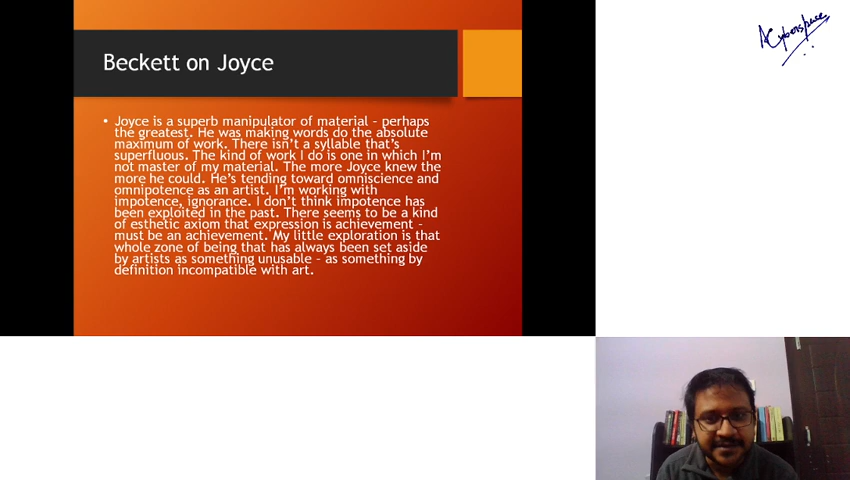 Beckett on Joyce
• Joyce is a superb manipulator of material – perhaps
the greatest. He was making words do the absolute
maximum of work. There isn't a syllable that's
superfluous. The kind of work I do is one in which I'm
not master of my material. The more Joyce knew the
more he could. He's tending toward omniscience and
omnipotence as an artist. I'm working with
impotence, ignorance. I don't think impotence has
been exploited in the past. There seems to be a kind
of esthetic axiom that expression is achievement –
must be an achievement. My little exploration is that
whole zone of being that has always been set aside
by artists as something unusable – as something by
definition incompatible with art.
Cyberspace